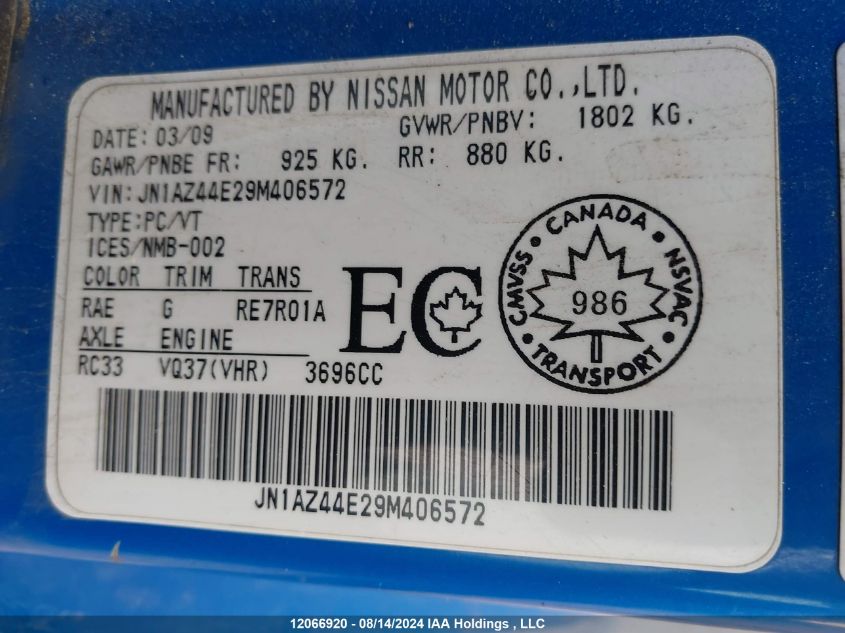 MANUFACTURED BY NISSAN MOTOR CO.,LTD.
DATE: 03/09 GVWR/PNBV: 1802 KG.
GAWR/PNBE FR: 925 KG. RR: 880 KG.
VIN: JN1AZ44E29M406572
TYPE:PC/VT
ICES/NMB-002
COLOR TRIM TRANS
RAE G RE7R01A
AXLE ENGINE
RC33 VQ37(VHR) 3696CC
EC
CANADA
CMVSS • NSVAC
986
TRANSPORT
JN1AZ44E29M406572
12066920 - 08/14/2024 IAA Holdings , LLC